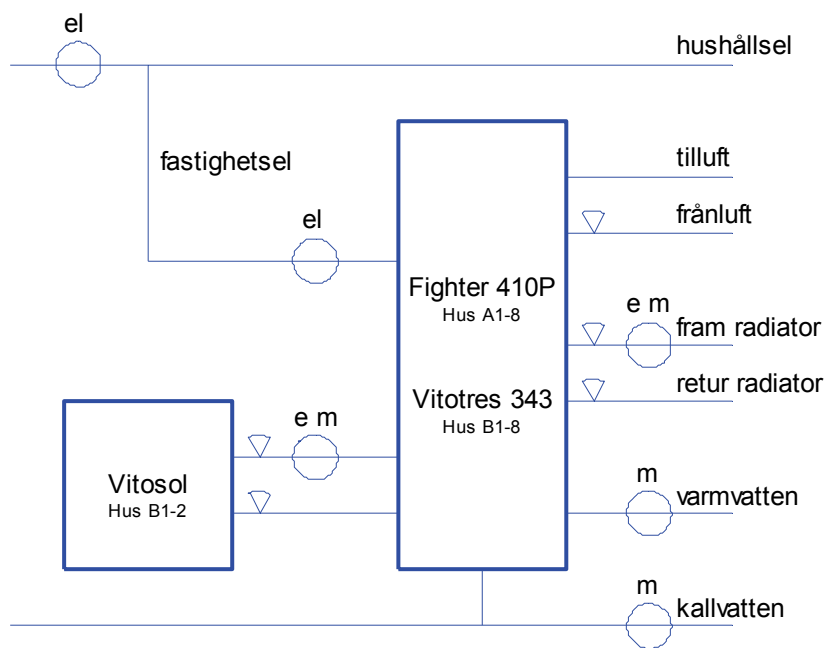 el
hushållsel
fastighetsel
el
tilluft
frånluft
Fighter 410P
Hus A1-8
e m
fram radiator
retur radiator
Vitotres 343
Hus B1-8
e m
Vitosol
Hus B1-2
m
varmvatten
m
kallvatten